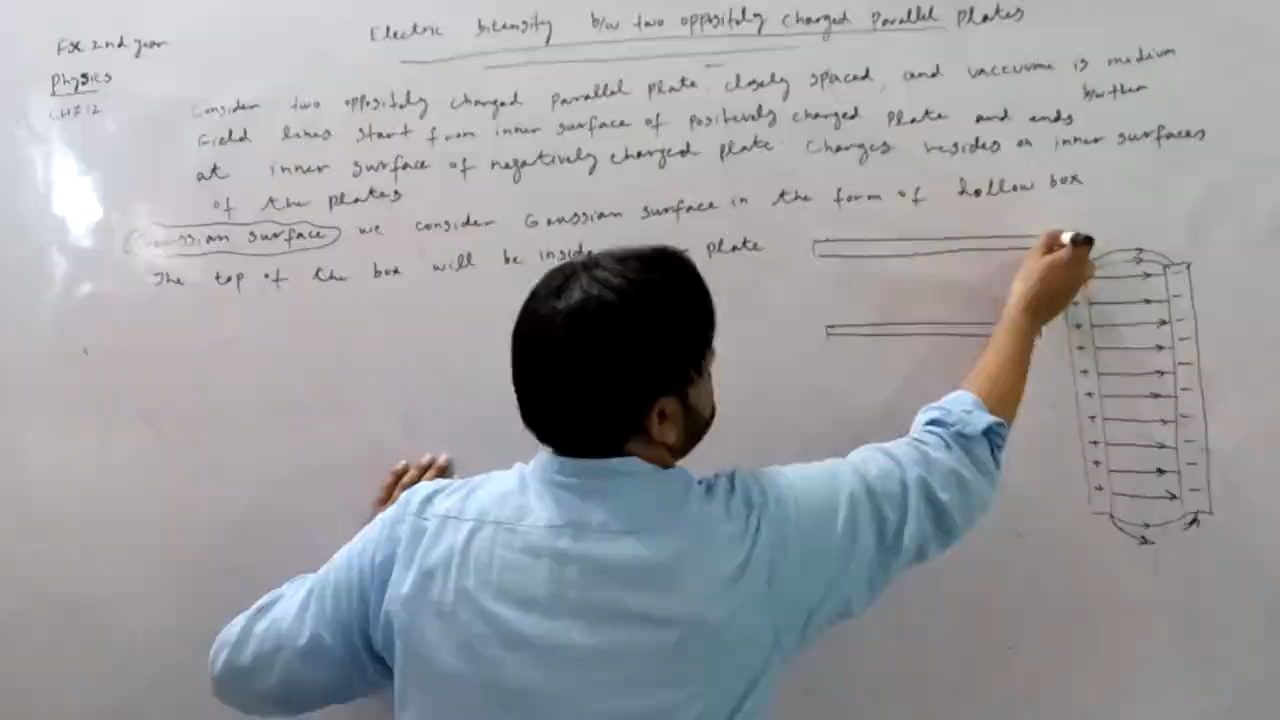 Electric Intensity b/w two oppositely charged Parallel Plates
FSC 2nd year
Physics
CH#12
Consider two oppositely charged parallel plate closely spaced, and vaccuume is medium
b/w them
Field lines start from inner surface of positively charged plate and ends
at inner surface of negatively charged plate. Charges resides on inner surfaces
of the plates
Gaussian surface we consider Gaussian surface in the form of hollow box
The top of the box will be inside plate